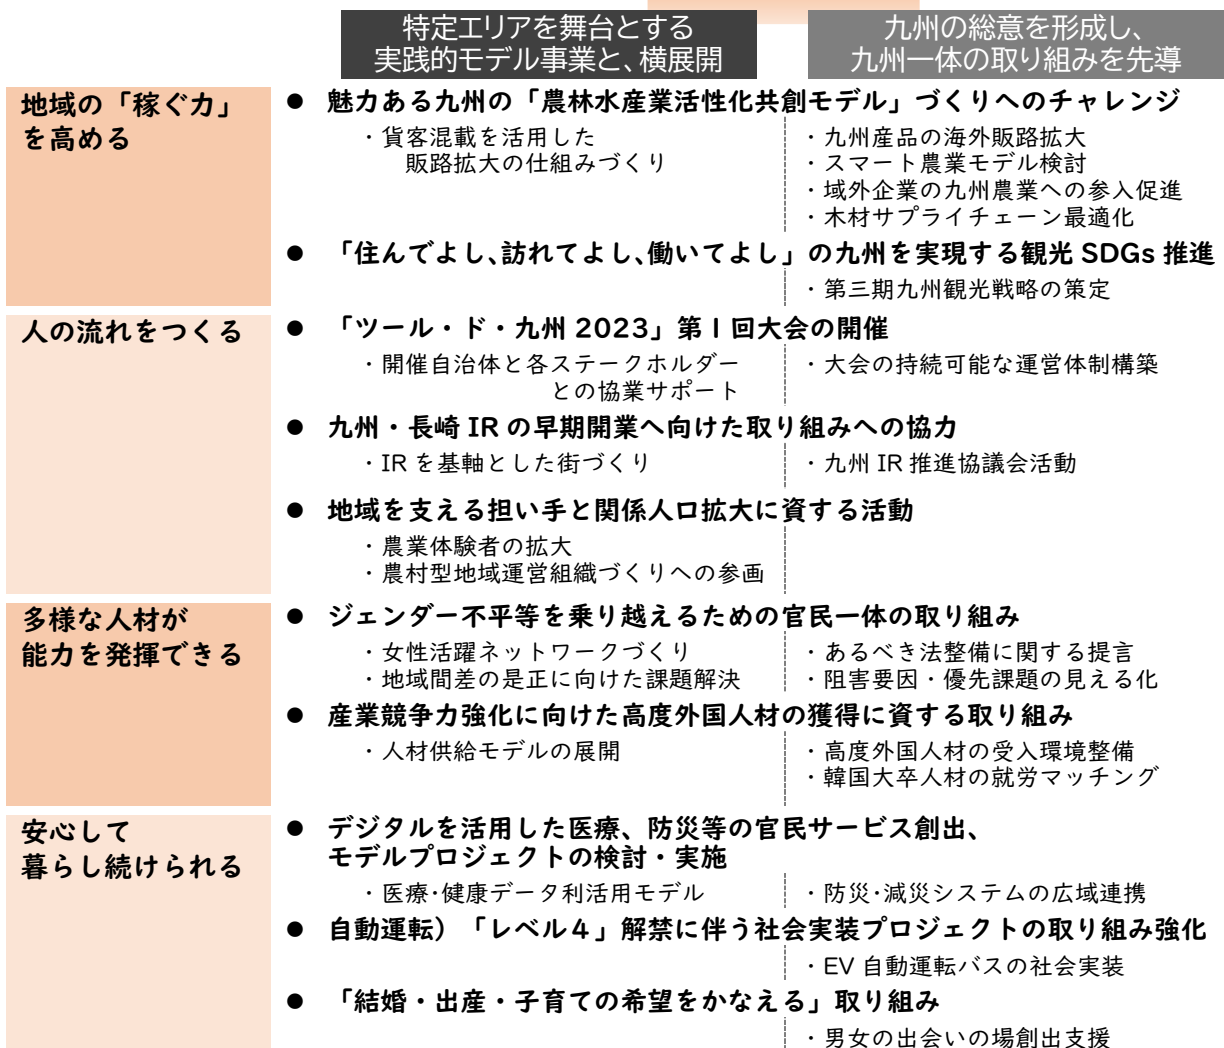 特定エリアを舞台とする
実践的モデル事業と、横展開
九州の総意を形成し、
九州一体の取り組みを先導
地域の「稼ぐ力」
を高める
● 魅力ある九州の「農林水産業活性化共創モデル」づくりへのチャレンジ
・貨客混載を活用した
販路拡大の仕組みづくり
・九州産品の海外販路拡大
・スマート農業モデル検討
・域外企業の九州農業への参入促進
・木材サプライチェーン最適化
● 「住んでよし、訪れてよし、働いてよし」の九州を実現する観光 SDGs 推進
・第三期九州観光戦略の策定
人の流れをつくる
● 「ツール・ド・九州 2023」第1回大会の開催
・開催自治体と各ステークホルダー
との協業サポート
・大会の持続可能な運営体制構築
● 九州・長崎 IR の早期開業へ向けた取り組みへの協力
・IR を基軸とした街づくり
・九州 IR 推進協議会活動
● 地域を支える担い手と関係人口拡大に資する活動
・農業体験者の拡大
・農村型地域運営組織づくりへの参画
多様な人材が
能力を発揮できる
● ジェンダー不平等を乗り越えるための官民一体の取り組み
・女性活躍ネットワークづくり
・地域間差の是正に向けた課題解決
・あるべき法整備に関する提言
・阻害要因・優先課題の見える化
● 産業競争力強化に向けた高度外国人材の獲得に資する取り組み
・人材供給モデルの展開
・高度外国人材の受入環境整備
・韓国大卒人材の就労マッチング
安心して
暮らし続けられる
● デジタルを活用した医療、防災等の官民サービス創出、
モデルプロジェクトの検討・実施
・医療・健康データ利活用モデル
・防災・減災システムの広域連携
● 自動運転）「レベル４」解禁に伴う社会実装プロジェクトの取り組み強化
・EV 自動運転バスの社会実装
● 「結婚・出産・子育ての希望をかなえる」取り組み
・男女の出会いの場創出支援